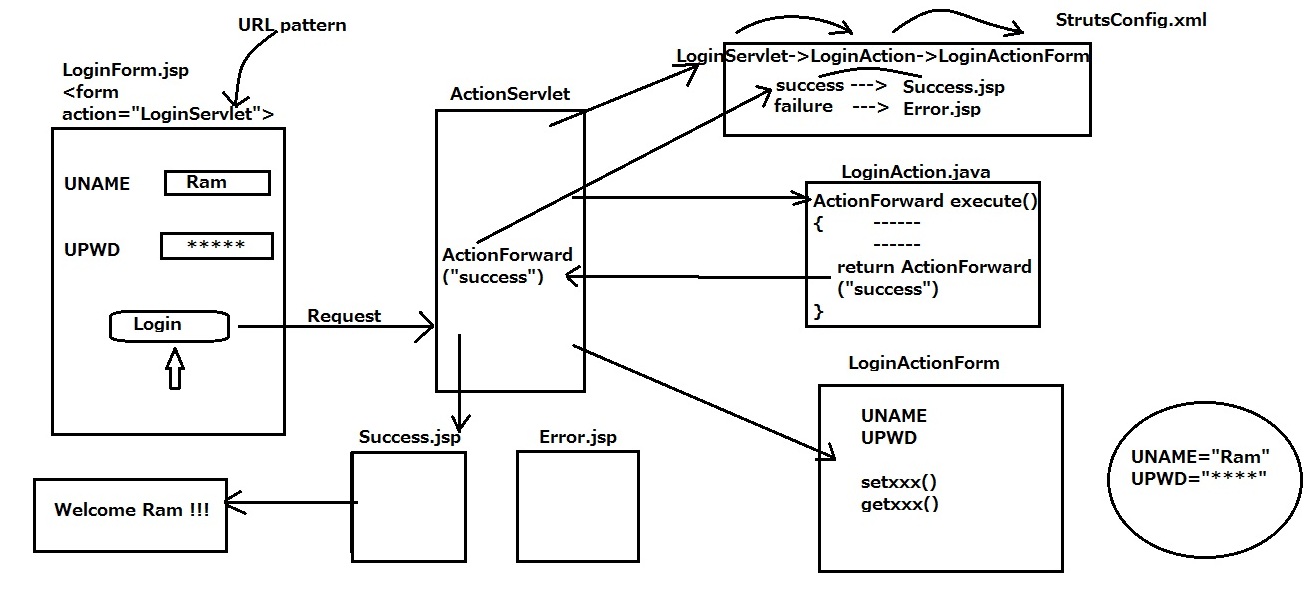 URL pattern
LoginForm.jsp
<form
action="LoginServlet">
UNAME
Ram
UPWD
*****
Login
Request
ActionServlet
ActionForward
("success")
StrutsConfig.xml
LoginServlet->LoginAction->LoginActionForm
success ---> Success.jsp
failure ---> Error.jsp
LoginAction.java
ActionForward execute()
{ ------
------
return ActionForward
("success")
}
LoginActionForm
UNAME
UPWD
setxxx()
getxxx()
UNAME="Ram"
UPWD="****"
Success.jsp
Error.jsp
Welcome Ram !!!